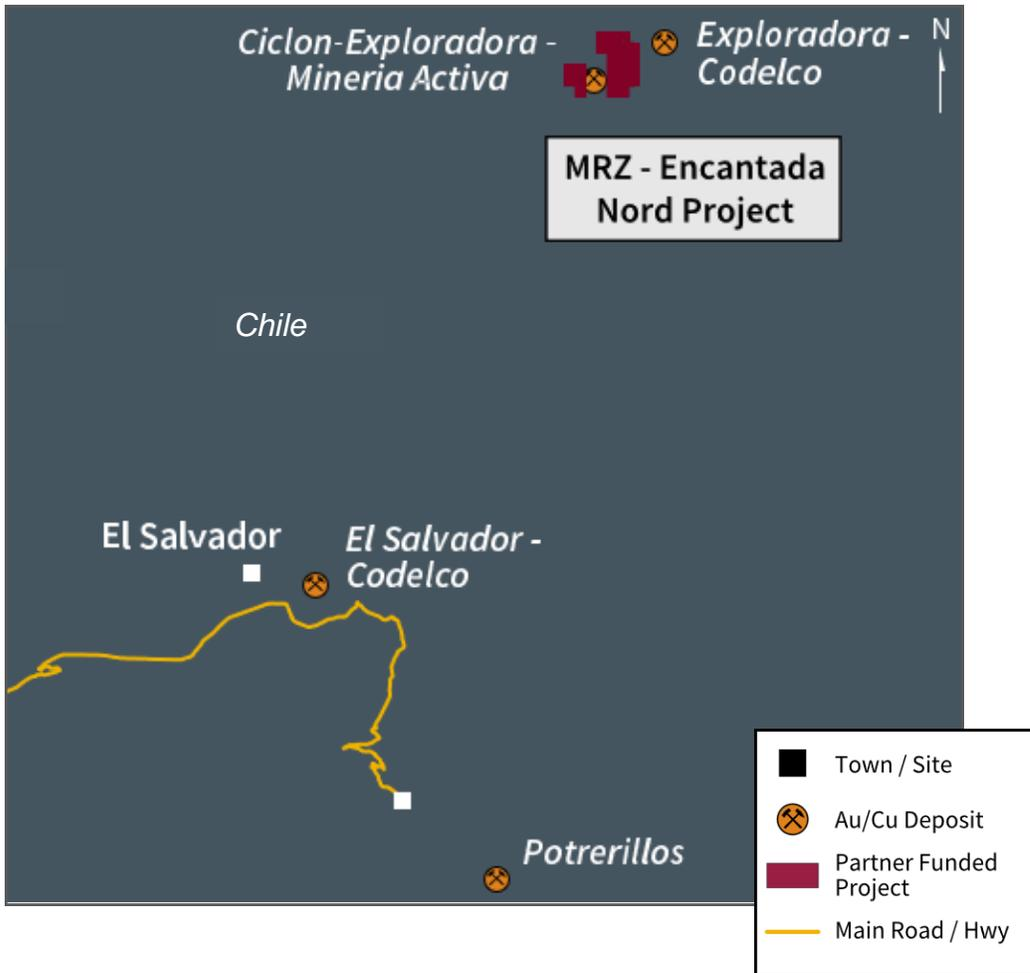 Ciclon-Exploradora -
Mineria Activa
Exploradora -
Codelco
N
MRZ - Encantada
Nord Project
Chile
El Salvador
El Salvador -
Codelco
Potrerillos
Town / Site
Au/Cu Deposit
Partner Funded
Project
Main Road / Hwy